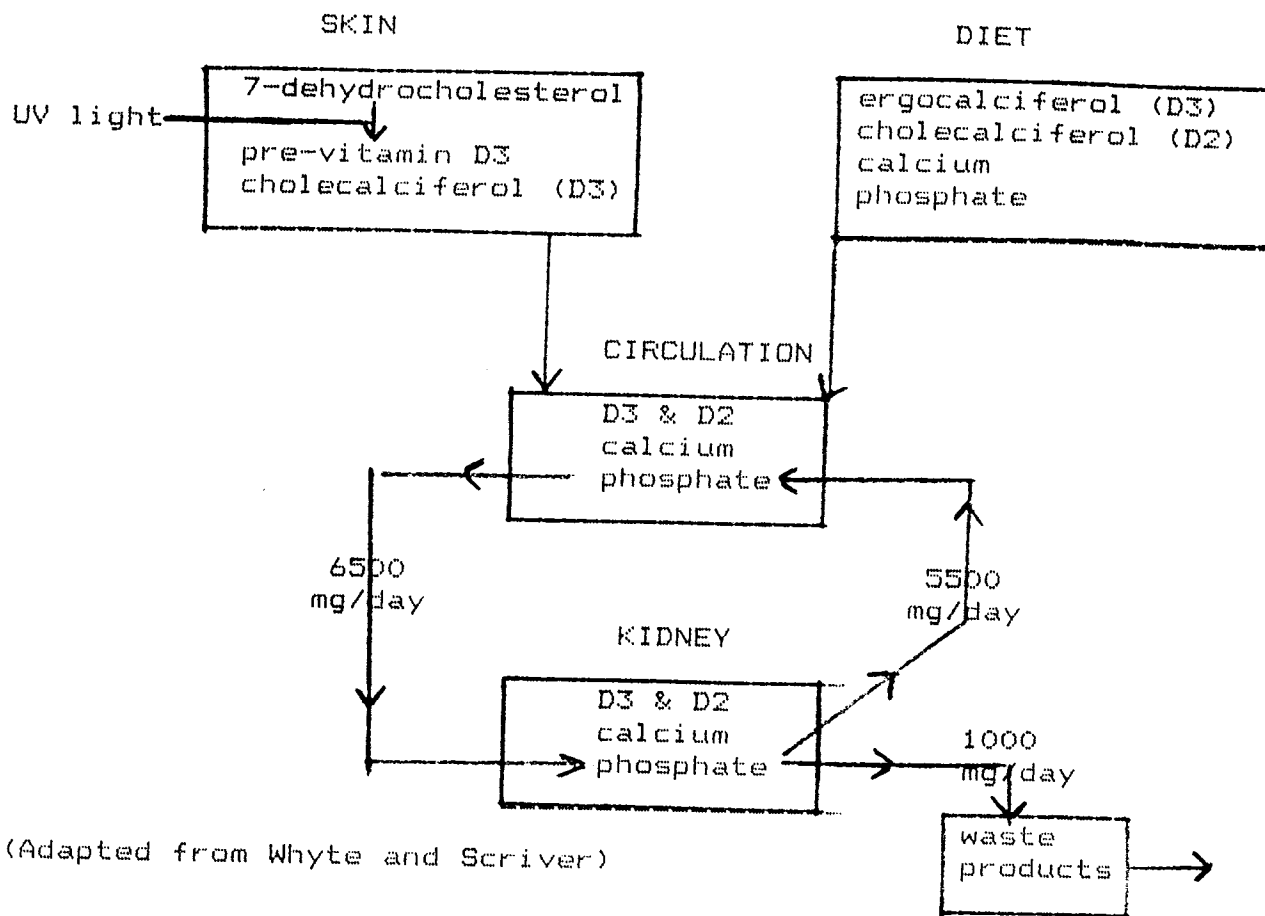 SKIN
7-dehydrocholesterol
UV light
pre-vitamin D3
cholecalciferol (D3)
DIET
ergocalciferol (D3)
cholecalciferol (D2)
calcium
phosphate
CIRCULATION
D3 & D2
calcium
phosphate
6500
mg/day
5500
mg/day
KIDNEY
D3 & D2
calcium
phosphate
1000
mg/day
waste
products
(Adapted from Whyte and Scriver)